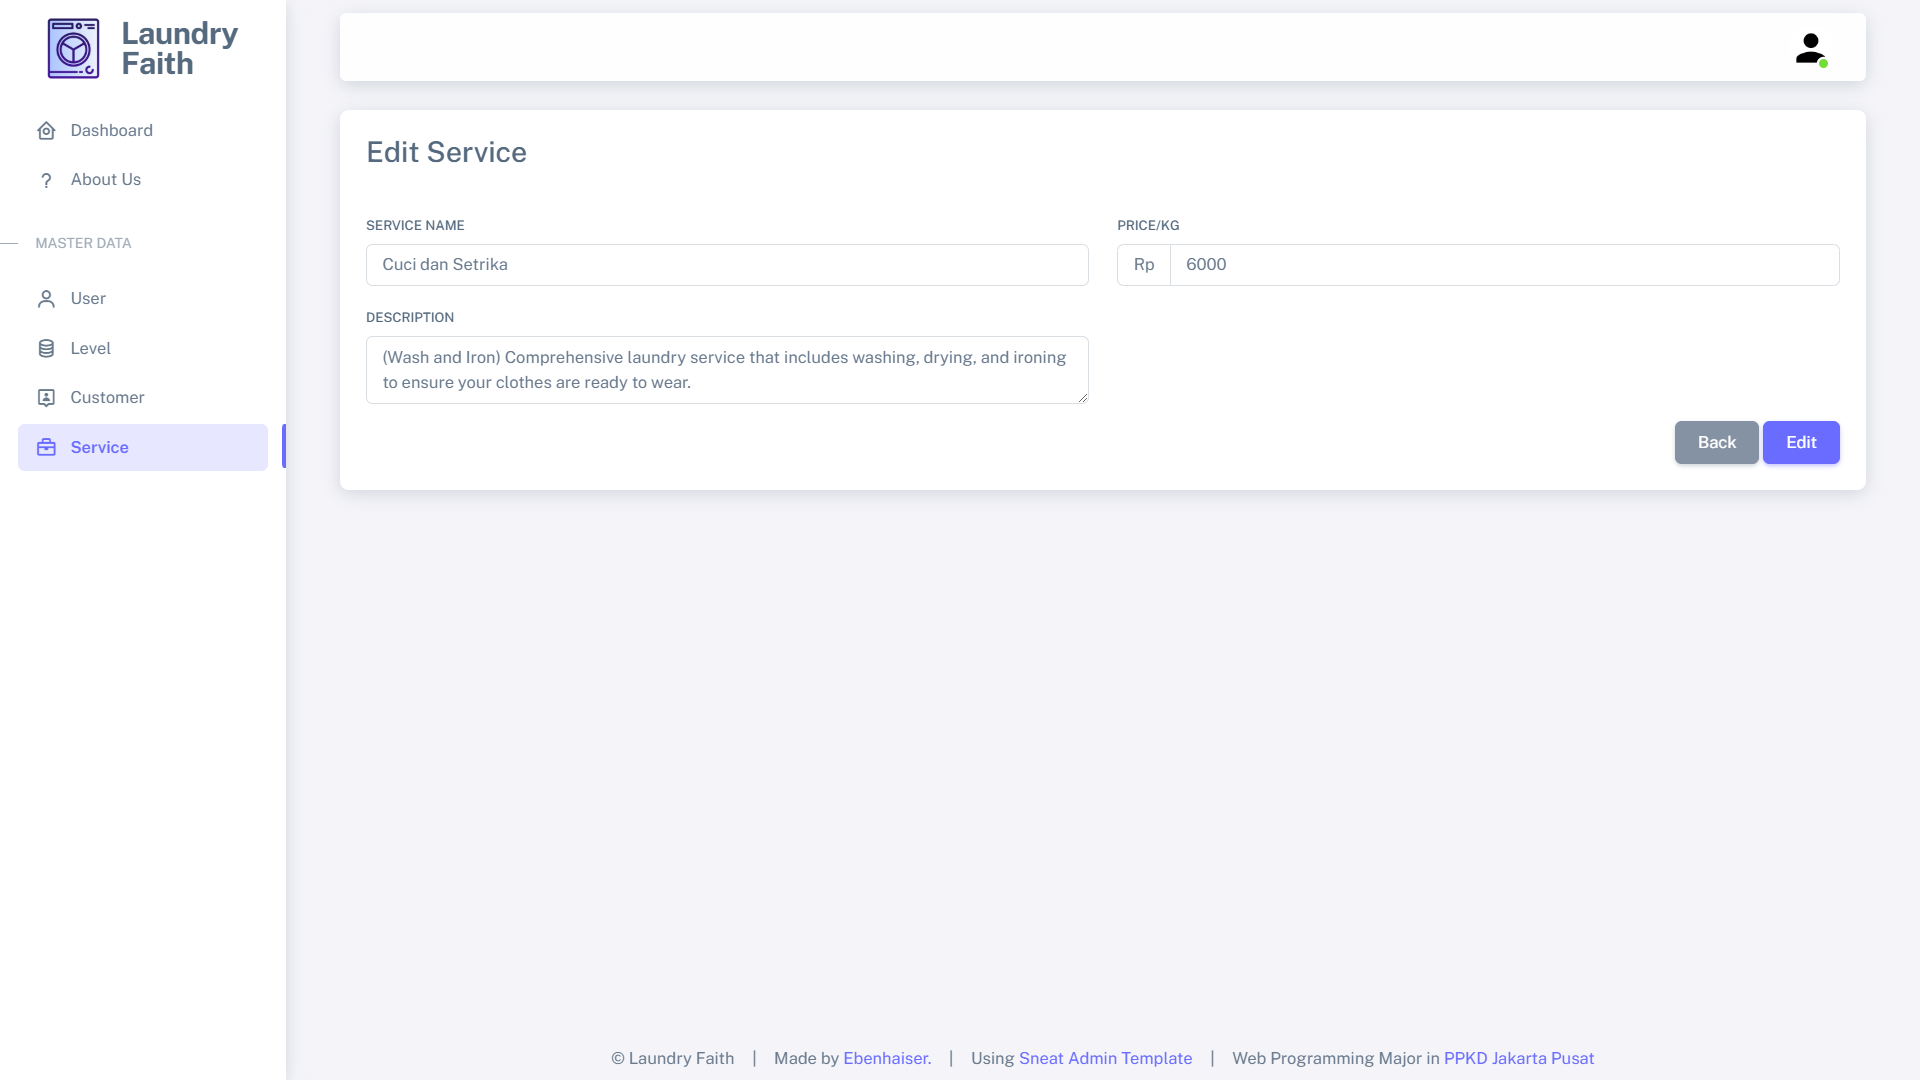 Laundry
Faith
Dashboard
About Us
MASTER DATA
User
Level
Customer
Service
Edit Service
SERVICE NAME
Cuci dan Setrika
PRICE/KG
Rp 6000
DESCRIPTION
(Wash and Iron) Comprehensive laundry service that includes washing, drying, and ironing
to ensure your clothes are ready to wear.
Back Edit
© Laundry Faith | Made by Ebenhaiser. | Using Sneat Admin Template | Web Programming Major in PPKD Jakarta Pusat